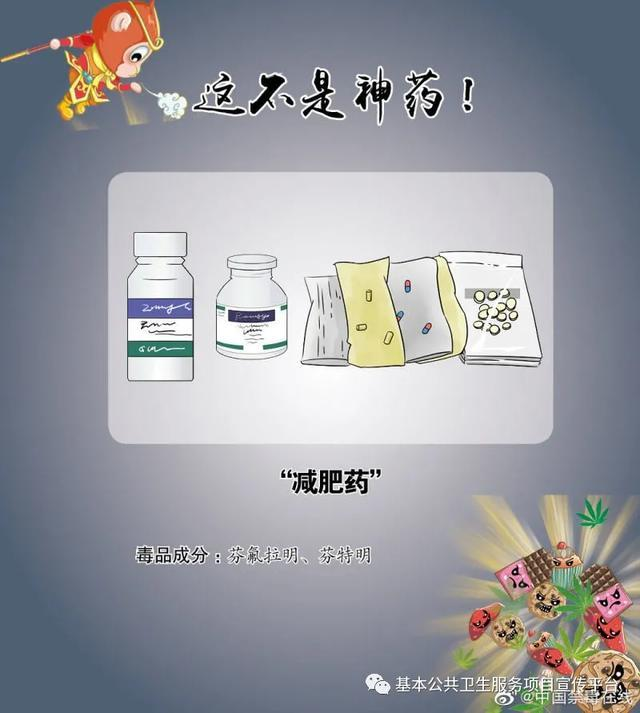 这不是神药！
“减肥药”
毒品成分：芬氟拉明、芬特明
基本公共卫生服务项目宣传平台
@中国禁毒在线